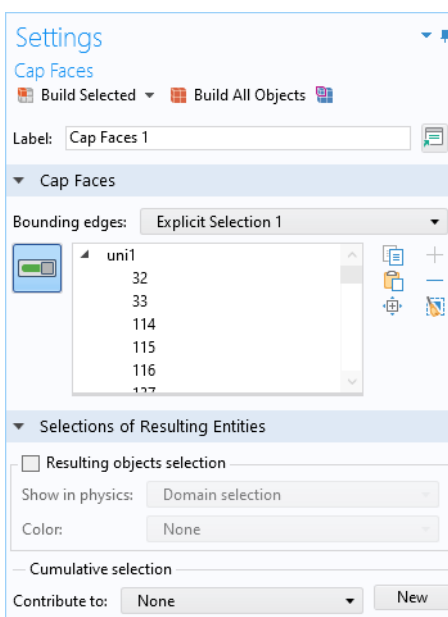 Settings
Cap Faces
Build Selected Build All Objects
Label: Cap Faces 1
Cap Faces
Bounding edges: Explicit Selection 1
uni1
32
33
114
115
116
137
Selections of Resulting Entities
Resulting objects selection
Show in physics: Domain selection
Color: None
Cumulative selection
Contribute to: None New